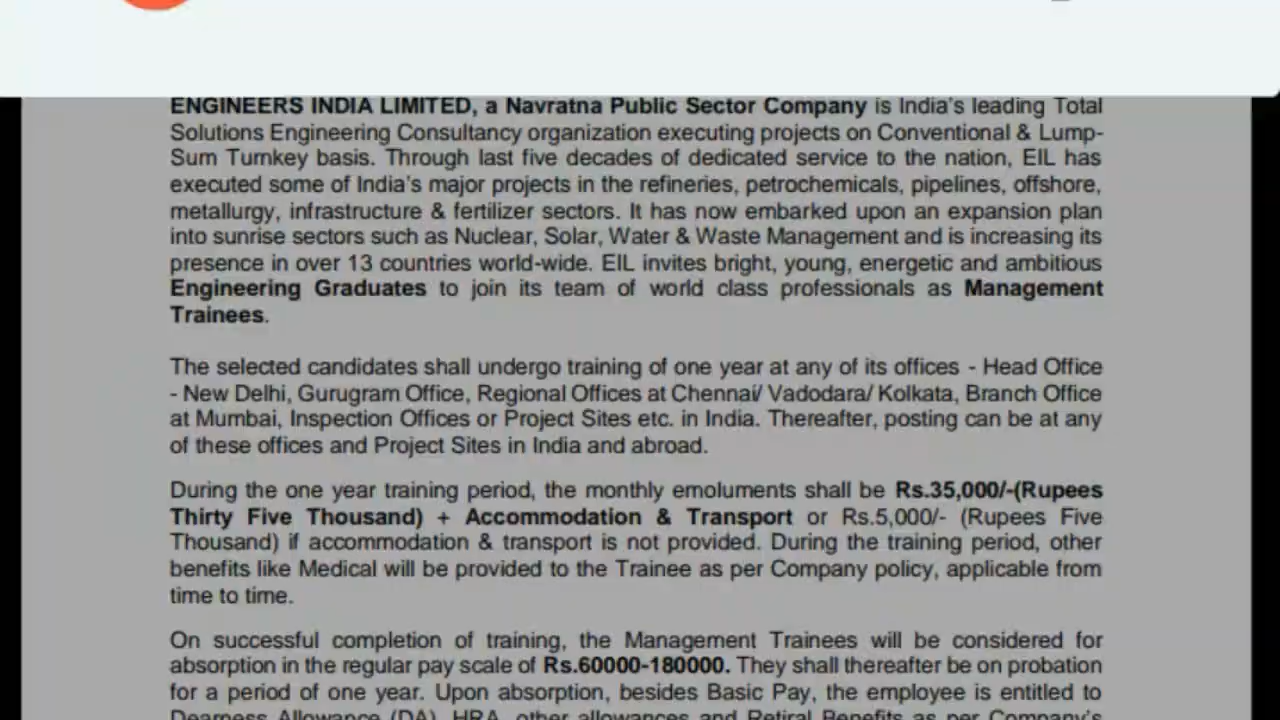 ENGINEERS INDIA LIMITED, a Navratna Public Sector Company is India's leading Total
Solutions Engineering Consultancy organization executing projects on Conventional & Lump-
Sum Turnkey basis. Through last five decades of dedicated service to the nation, EIL has
executed some of India's major projects in the refineries, petrochemicals, pipelines, offshore,
metallurgy, infrastructure & fertilizer sectors. It has now embarked upon an expansion plan
into sunrise sectors such as Nuclear, Solar, Water & Waste Management and is increasing its
presence in over 13 countries world-wide. EIL invites bright, young, energetic and ambitious
Engineering Graduates to join its team of world class professionals as Management
Trainees.
The selected candidates shall undergo training of one year at any of its offices - Head Office
- New Delhi, Gurugram Office, Regional Offices at Chennai/ Vadodara/ Kolkata, Branch Office
at Mumbai, Inspection Offices or Project Sites etc. in India. Thereafter, posting can be at any
of these offices and Project Sites in India and abroad.
During the one year training period, the monthly emoluments shall be Rs.35,000/-(Rupees
Thirty Five Thousand) + Accommodation & Transport or Rs.5,000/- (Rupees Five
Thousand) if accommodation & transport is not provided. During the training period, other
benefits like Medical will be provided to the Trainee as per Company policy, applicable from
time to time.
On successful completion of training, the Management Trainees will be considered for
absorption in the regular pay scale of Rs.60000-180000. They shall thereafter be on probation
for a period of one year. Upon absorption, besides Basic Pay, the employee is entitled to
Dearness Allowance (DA), HRA, other allowances and Retiral Benefits as per Company's